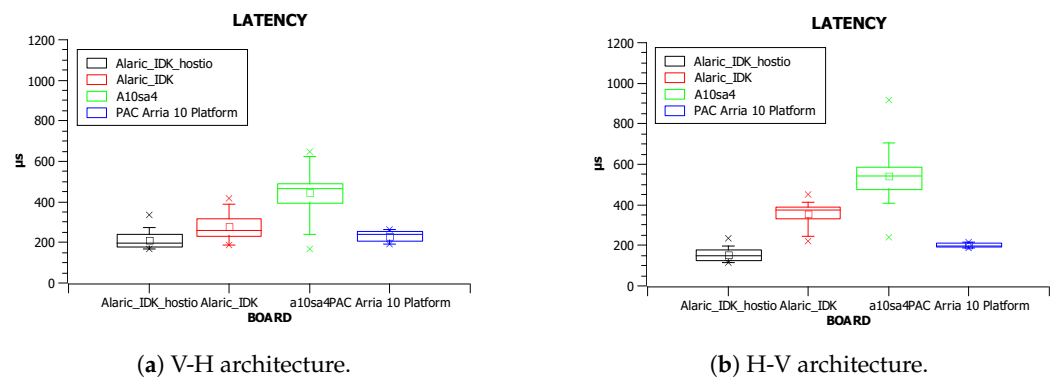 LATENCY
1200
1000
800
600
400
200
0
µs
Alaric_IDK_hostio
Alaric_IDK
A10sa4
PAC Arria 10 Platform
Alaric_IDK_hostio Alaric_IDK a10sa4PAC Arria 10 Platform
BOARD
(a) V-H architecture.
LATENCY
1200
1000
800
600
400
200
0
µs
Alaric_IDK_hostio
Alaric_IDK
A10sa4
PAC Arria 10 Platform
Alaric_IDK_hostio Alaric_IDK a10sa4PAC Arria 10 Platform
BOARD
(b) H-V architecture.